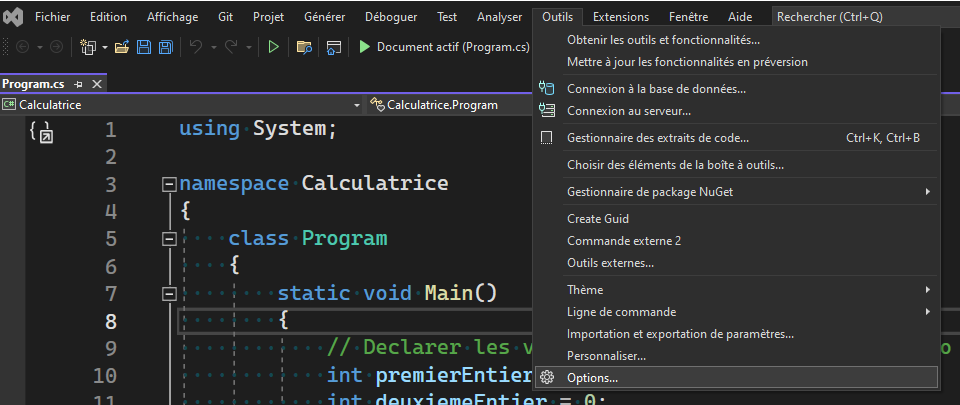 Fichier Edition Affichage Git Projet Générer Déboguer Test Analyser Outils Extensions Fenêtre Aide Rechercher (Ctrl+Q)
Document actif (Program.cs)
Program.cs
C# Calculatrice Calculatrice.Program
1 using System;
2
3 namespace Calculatrice
4 {
5 class Program
6 {
7 static void Main()
8 {
9 // Declarer les v
10 int premierEntier
11 int deuxiemeEntier = 0;
Obtenir les outils et fonctionnalités...
Mettre à jour les fonctionnalités en préversion
Connexion à la base de données...
Connexion au serveur...
Gestionnaire des extraits de code... Ctrl+K, Ctrl+B
Choisir des éléments de la boîte à outils...
Gestionnaire de package NuGet
Create Guid
Commande externe 2
Outils externes...
Thème
Ligne de commande
Importation et exportation de paramètres...
Personnaliser...
Options...